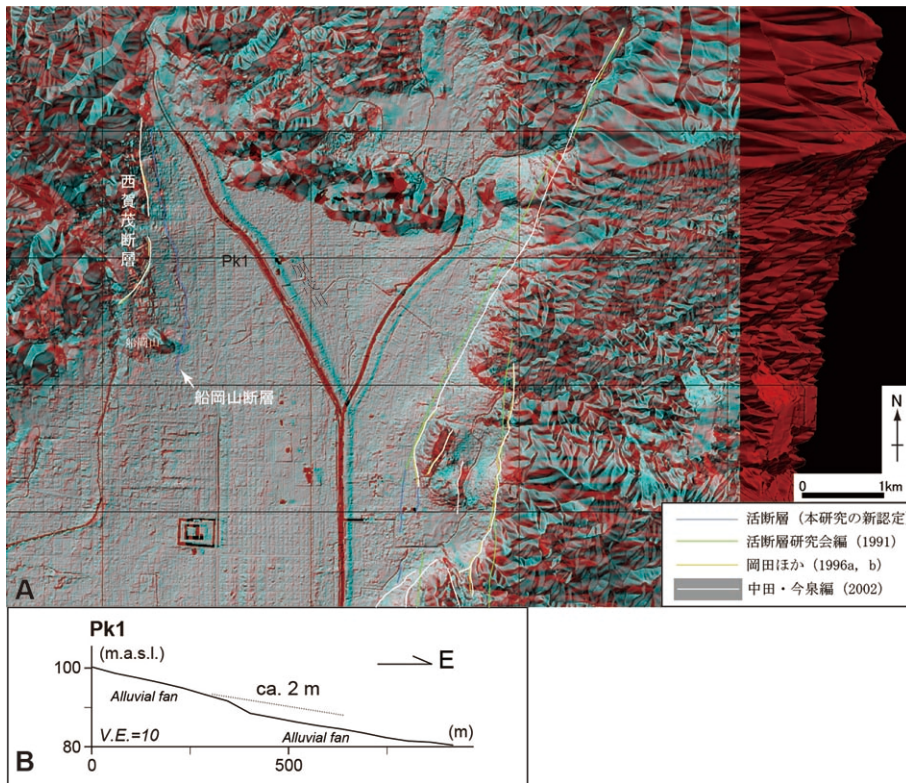 西賀茂断層
Pk1
船岡山
船岡山断層
N
0 1km
活断層（本研究の新認定）
活断層研究会編（1991）
岡田ほか（1996a, b）
中田・今泉編（2002）
A
Pk1
(m.a.s.l.)
E
100
ca. 2 m
Alluvial fan
(m)
V.E.=10
Alluvial fan
80
B
0 500